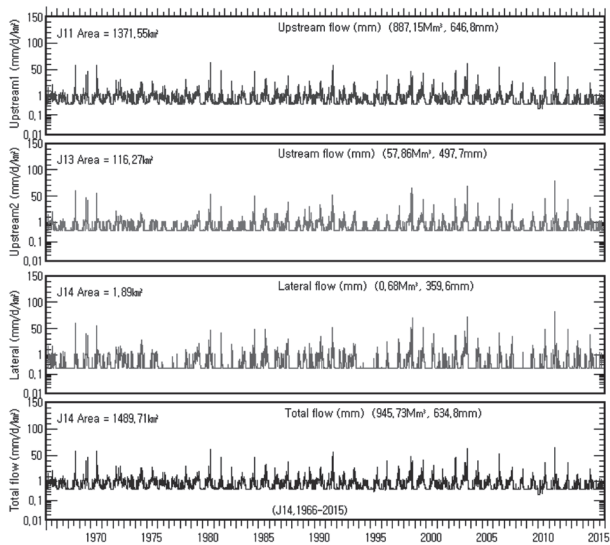 150
100
50
1
0,1
0,01
Upstream1 (mm/d/㎢)
J11 Area = 1371,55㎢
Upstream flow (mm) (887,15Mm³, 646,8mm)
150
100
50
1
0,1
0,01
Upstream2 (mm/d/㎢)
J13 Area = 116,27㎢
Ustream flow (mm) (57,86Mm³, 497,7mm)
150
100
50
1
0,1
0,01
Lateral (mm/d/㎢)
J14 Area = 1,89㎢
Lateral flow (mm) (0,68Mm³, 359,6mm)
150
100
50
1
0,1
0,01
Total flow (mm/d/㎢)
J14 Area = 1489,71㎢
Total flow (mm) (945,73Mm³, 634,8mm)
(J14,1966-2015)
1970 1975 1980 1985 1990 1995 2000 2005 2010 2015